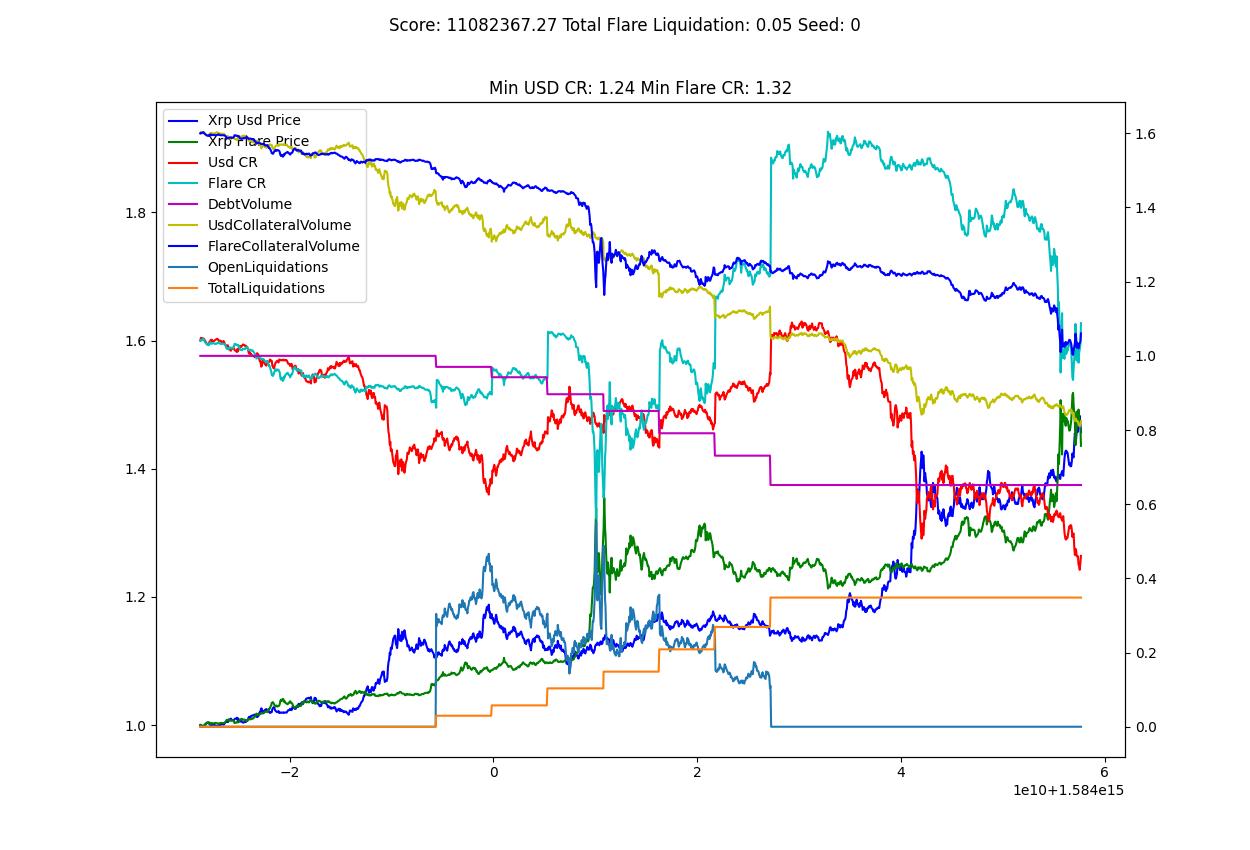 Score: 11082367.27 Total Flare Liquidation: 0.05 Seed: 0
Min USD CR: 1.24 Min Flare CR: 1.32
Xrp Usd Price
Xrp Flare Price
Usd CR
Flare CR
DebtVolume
UsdCollateralVolume
FlareCollateralVolume
OpenLiquidations
TotalLiquidations
1.8
1.6
1.4
1.2
1.0
1.6
1.4
1.2
1.0
0.8
0.6
0.4
0.2
0.0
−2
0
2
4
6
1e10+1.584e15